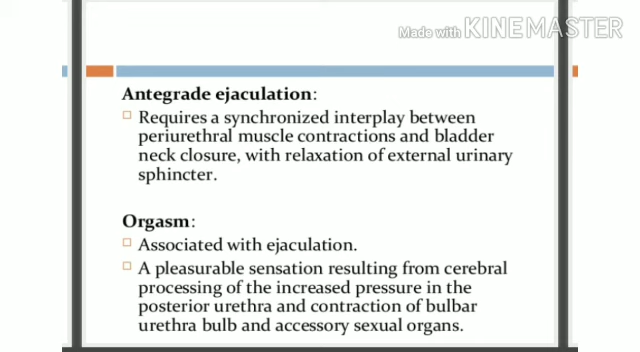 Made with KINEMASTER
Antegrade ejaculation:
Requires a synchronized interplay between
periurethral muscle contractions and bladder
neck closure, with relaxation of external urinary
sphincter.
Orgasm:
Associated with ejaculation.
A pleasurable sensation resulting from cerebral
processing of the increased pressure in the
posterior urethra and contraction of bulbar
urethra bulb and accessory sexual organs.